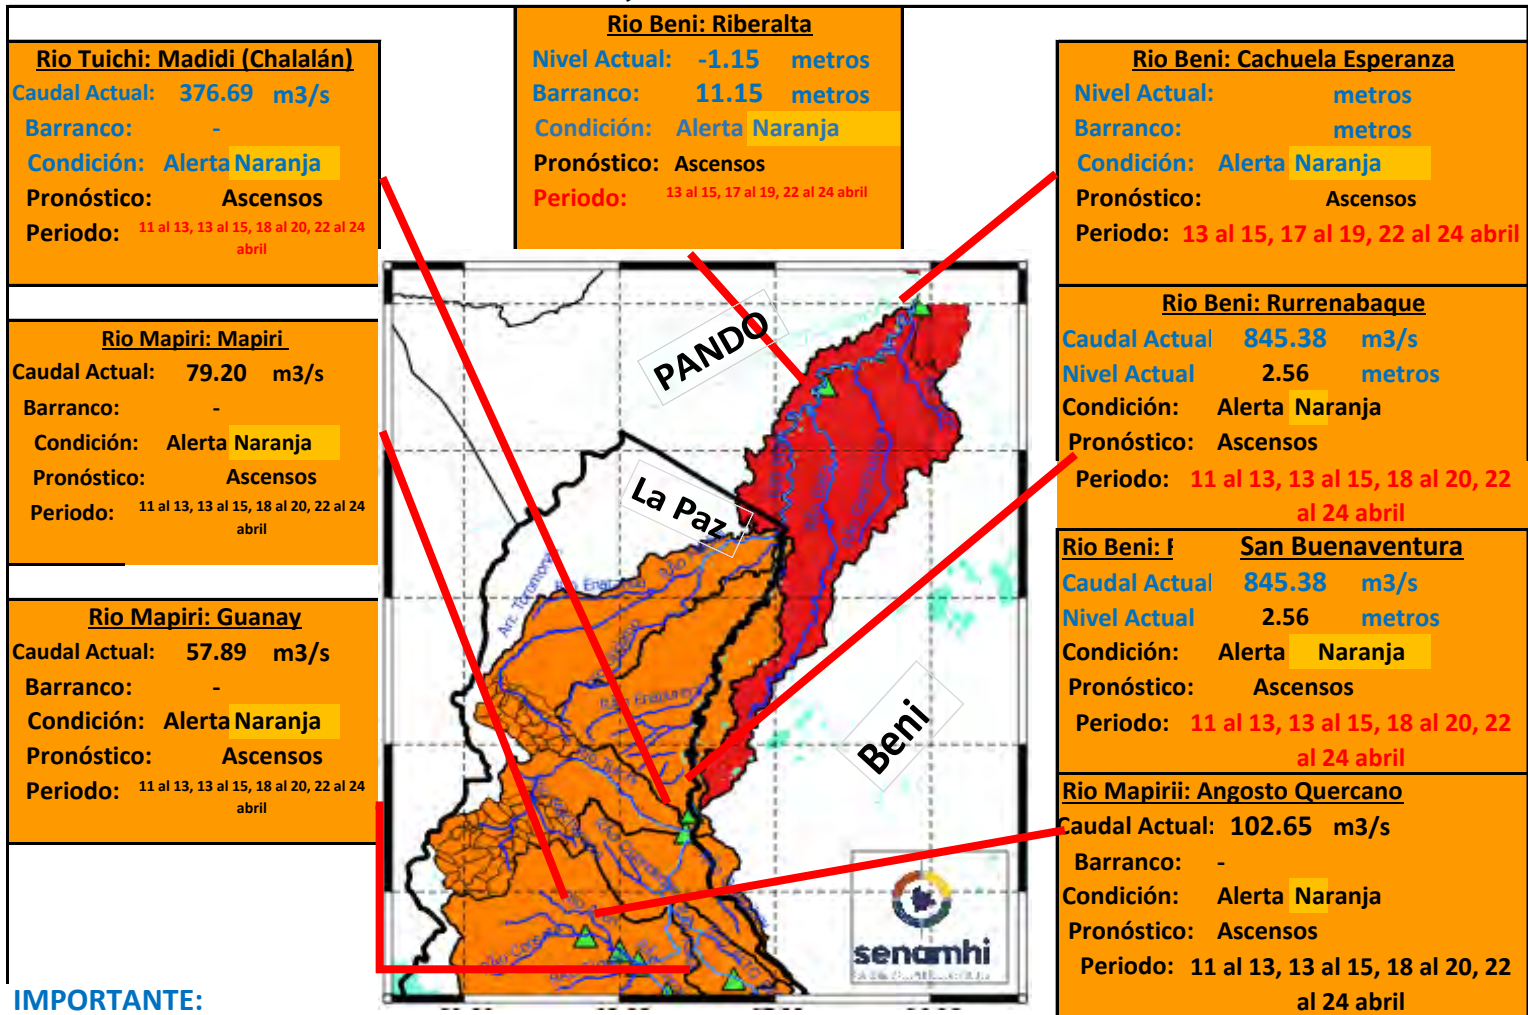 Rio Tuichi: Madidi (Chalalán)
Caudal Actual: 376.69 m3/s
Barranco: -
Condición: Alerta Naranja
Pronóstico: Ascensos
Periodo: 11 al 13, 13 al 15, 18 al 20, 22 al 24
abril
Rio Mapiri: Mapiri
Caudal Actual: 79.20 m3/s
Barranco: -
Condición: Alerta Naranja
Pronóstico: Ascensos
Periodo: 11 al 13, 13 al 15, 18 al 20, 22 al 24
abril
Rio Mapiri: Guanay
Caudal Actual: 57.89 m3/s
Barranco: -
Condición: Alerta Naranja
Pronóstico: Ascensos
Periodo: 11 al 13, 13 al 15, 18 al 20, 22 al 24
abril
IMPORTANTE:
Rio Beni: Riberalta
Nivel Actual: -1.15 metros
Barranco: 11.15 metros
Condición: Alerta Naranja
Pronóstico: Ascensos
Periodo: 13 al 15, 17 al 19, 22 al 24 abril
PANDO
La Paz
Beni
senamhi
Rio Beni: Cachuela Esperanza
Nivel Actual: metros
Barranco: metros
Condición: Alerta Naranja
Pronóstico: Ascensos
Periodo: 13 al 15, 17 al 19, 22 al 24 abril
Rio Beni: Rurrenabaque
Caudal Actual 845.38 m3/s
Nivel Actual 2.56 metros
Condición: Alerta Naranja
Pronóstico: Ascensos
Periodo: 11 al 13, 13 al 15, 18 al 20, 22
al 24 abril
Rio Beni: San Buenaventura
Caudal Actual 845.38 m3/s
Nivel Actual 2.56 metros
Condición: Alerta Naranja
Pronóstico: Ascensos
Periodo: 11 al 13, 13 al 15, 18 al 20, 22
al 24 abril
Rio Mapirii: Angosto Quercano
Caudal Actual: 102.65 m3/s
Barranco: -
Condición: Alerta Naranja
Pronóstico: Ascensos
Periodo: 11 al 13, 13 al 15, 18 al 20, 22
al 24 abril